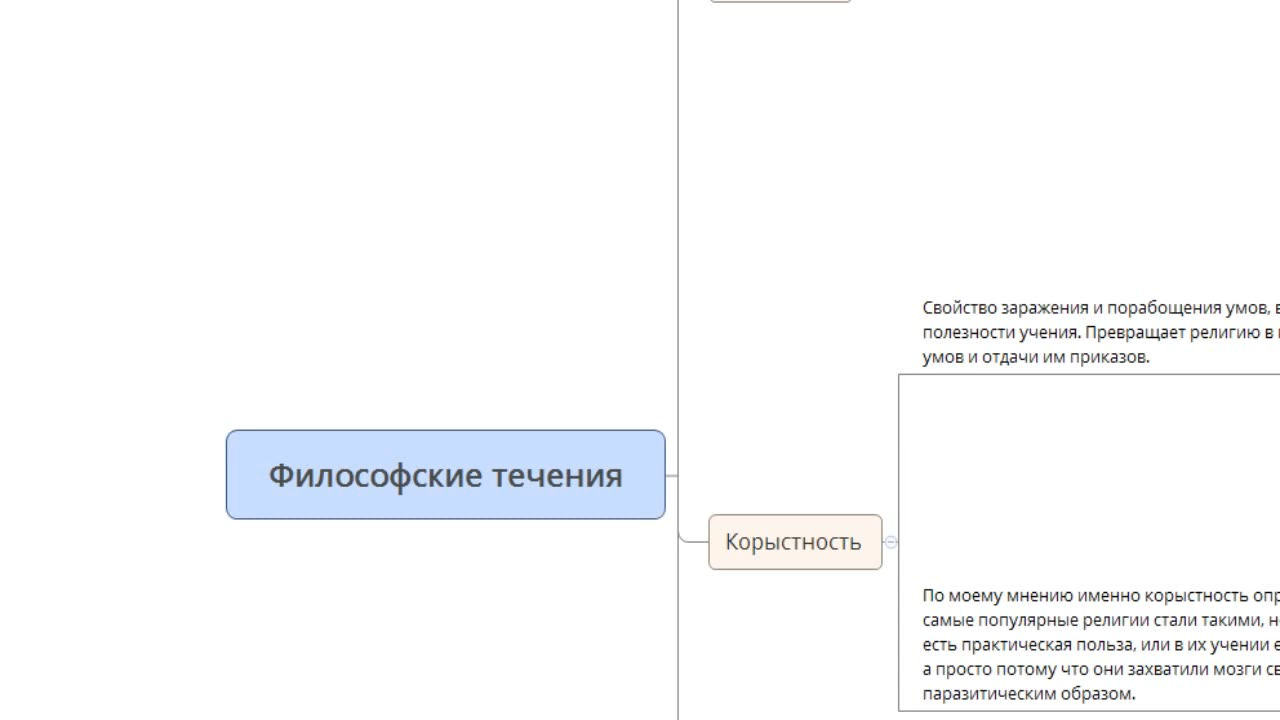 Свойство заражения и порабощения умов,
полезности учения. Превращает религию в
умов и отдачи им приказов.
Философские течения
Корыстность
По моему мнению именно корыстность
самые популярные религии стали такими,
есть практическая польза, или в их учении
а просто потому что они захватили мозги
паразитическим образом.